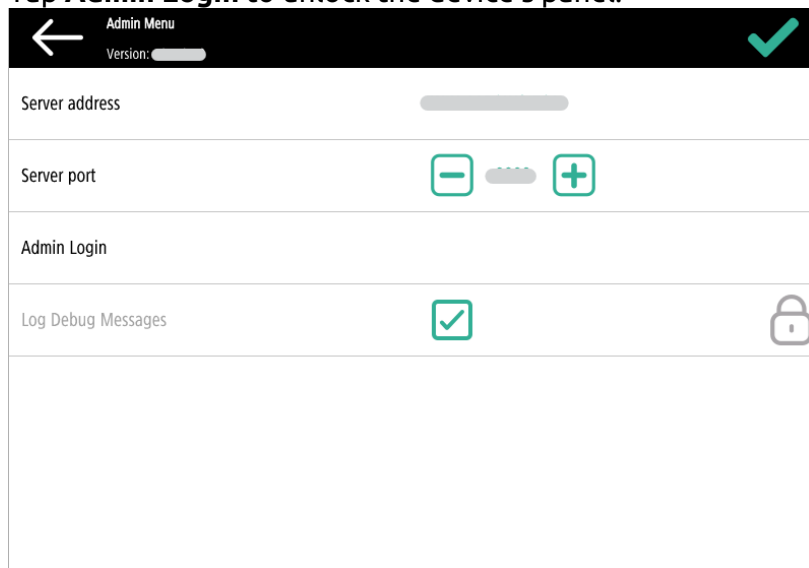 Tap Admin Login to unlock the device's panel.
Admin Menu
Version:
Server address
Server port
Admin Login
Log Debug Messages